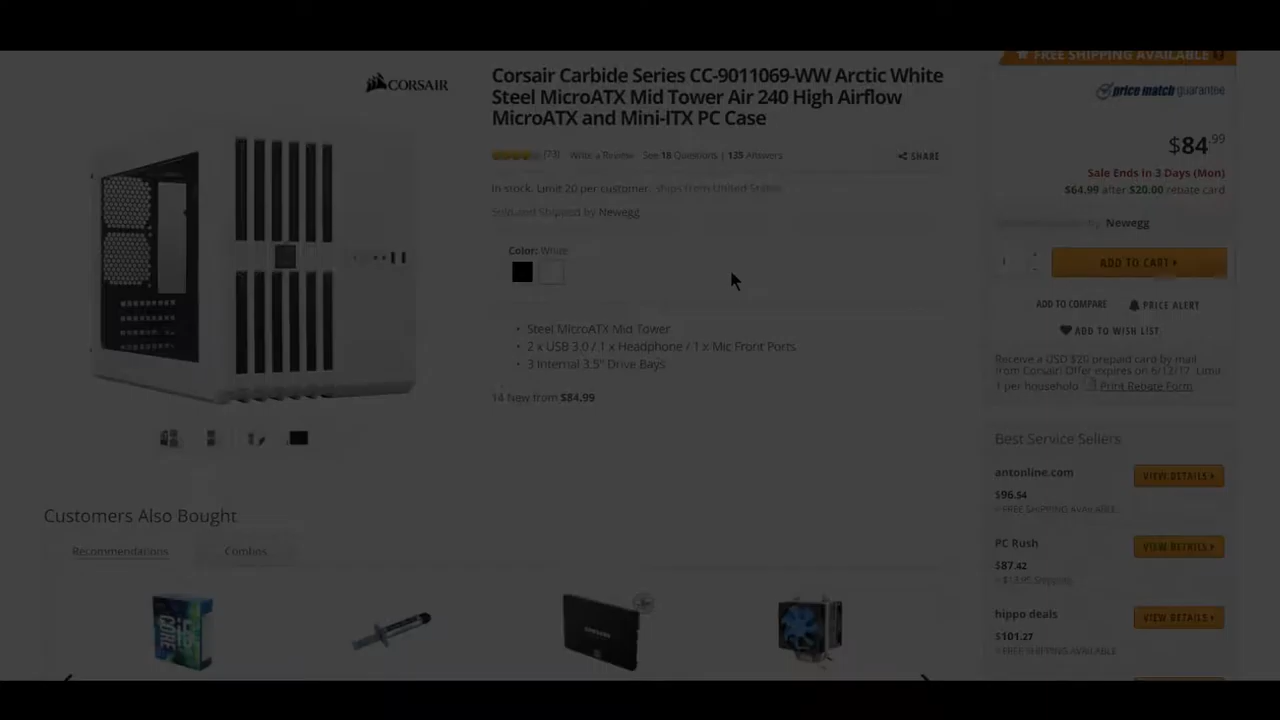 FREE SHIPPING AVAILABLE
CORSAIR
Corsair Carbide Series CC-9011069-WW Arctic White
Steel MicroATX Mid Tower Air 240 High Airflow
MicroATX and Mini-ITX PC Case
(73) Write a Review See 18 Questions | 135 Answers
SHARE
In stock. Limit 20 per customer. Ships from United States.
Sold and Shipped by Newegg
Color: White
• Steel MicroATX Mid Tower
• 2 x USB 3.0 / 1 x Headphone / 1 x Mic Front Ports
• 3 Internal 3.5" Drive Bays
14 New from $84.99
price match guarantee
$84.99
Sale Ends in 3 Days (Mon)
$64.99 after $20.00 rebate card
by Newegg
1
ADD TO CART
ADD TO COMPARE
PRICE ALERT
ADD TO WISH LIST
Receive a USD $20 prepaid card by mail
from Corsair! Offer expires on 6/12/17. Limit
1 per household. Print Rebate Form
Best Service Sellers
antonline.com
$96.54
FREE SHIPPING AVAILABLE
VIEW DETAILS
PC Rush
$87.42
+ $13.95 Shipping
VIEW DETAILS
hippo deals
$101.27
FREE SHIPPING AVAILABLE
VIEW DETAILS
Customers Also Bought
Recommendations
Combos
CORE i5